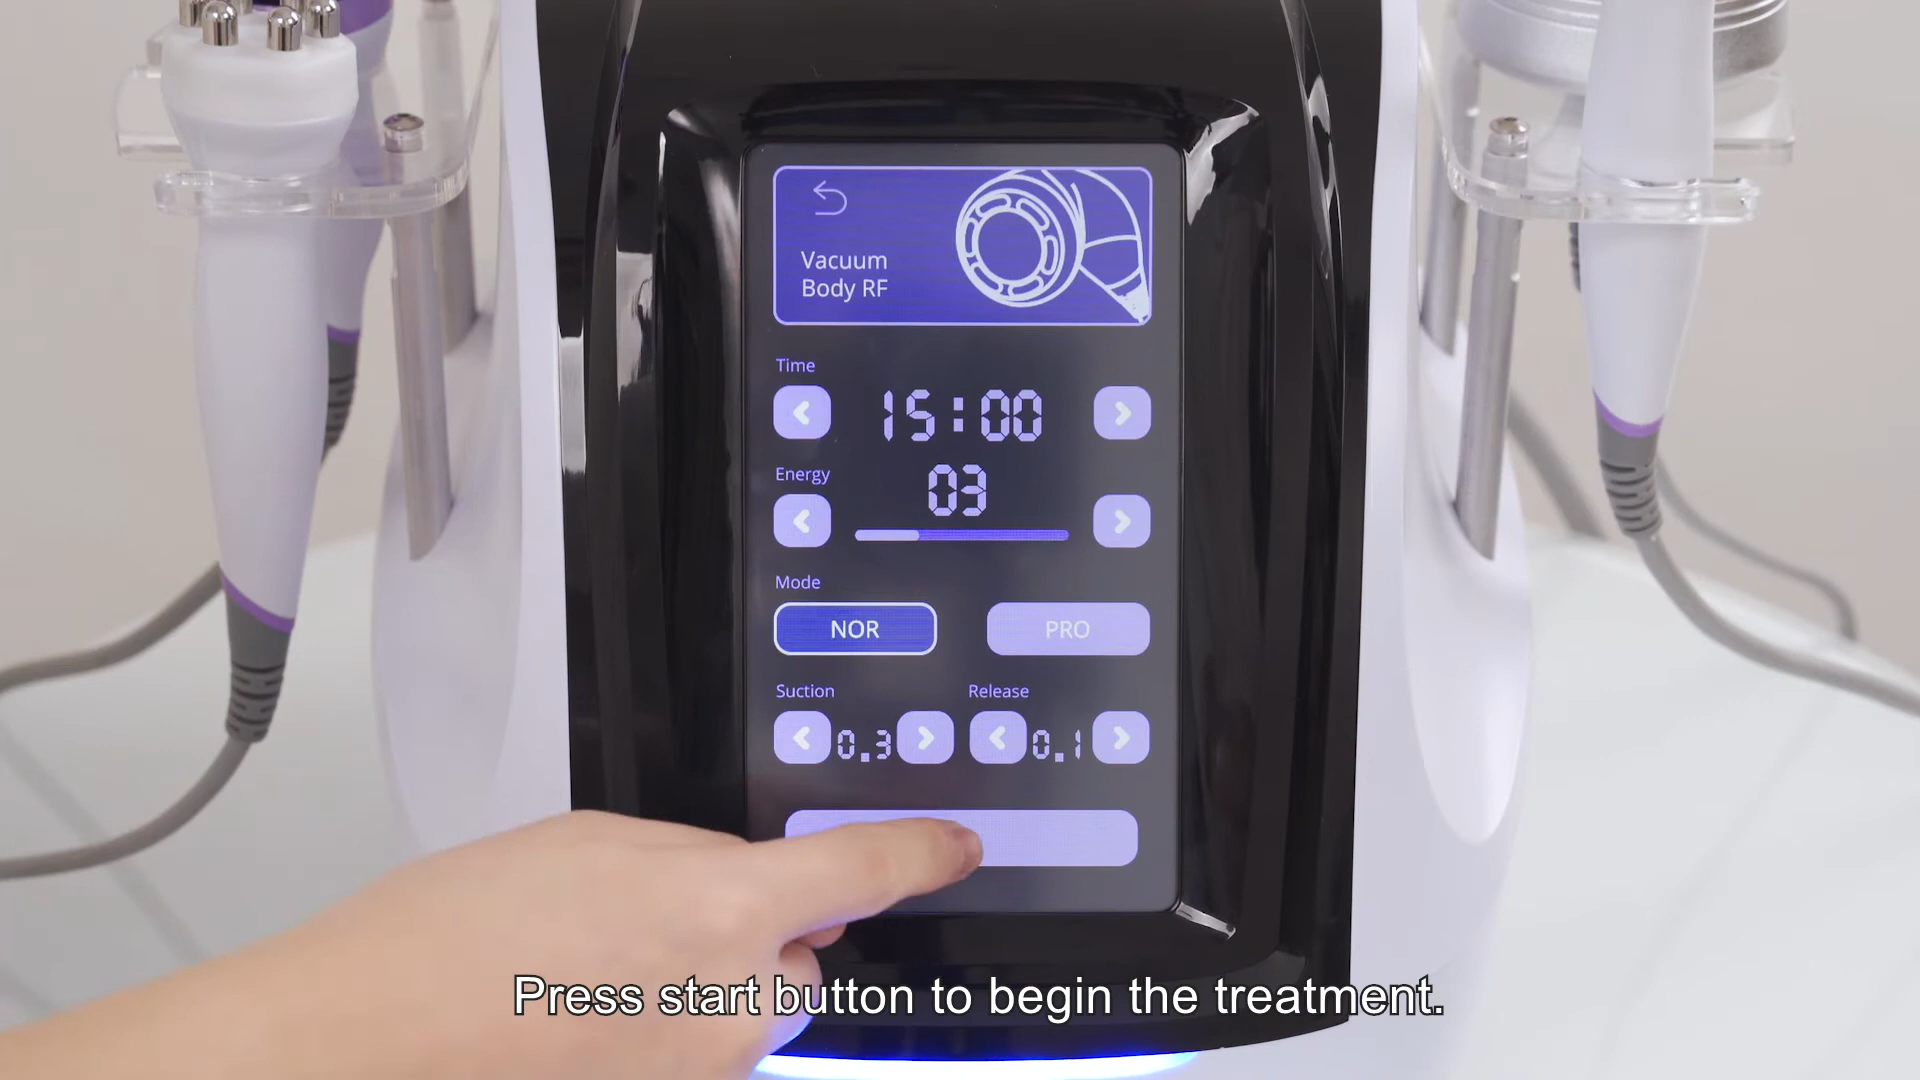 Vacuum
Body RF
Time
15:00
Energy
03
Mode
NOR
PRO
Suction
Release
0.3
0.1
Press start button to begin the treatment.